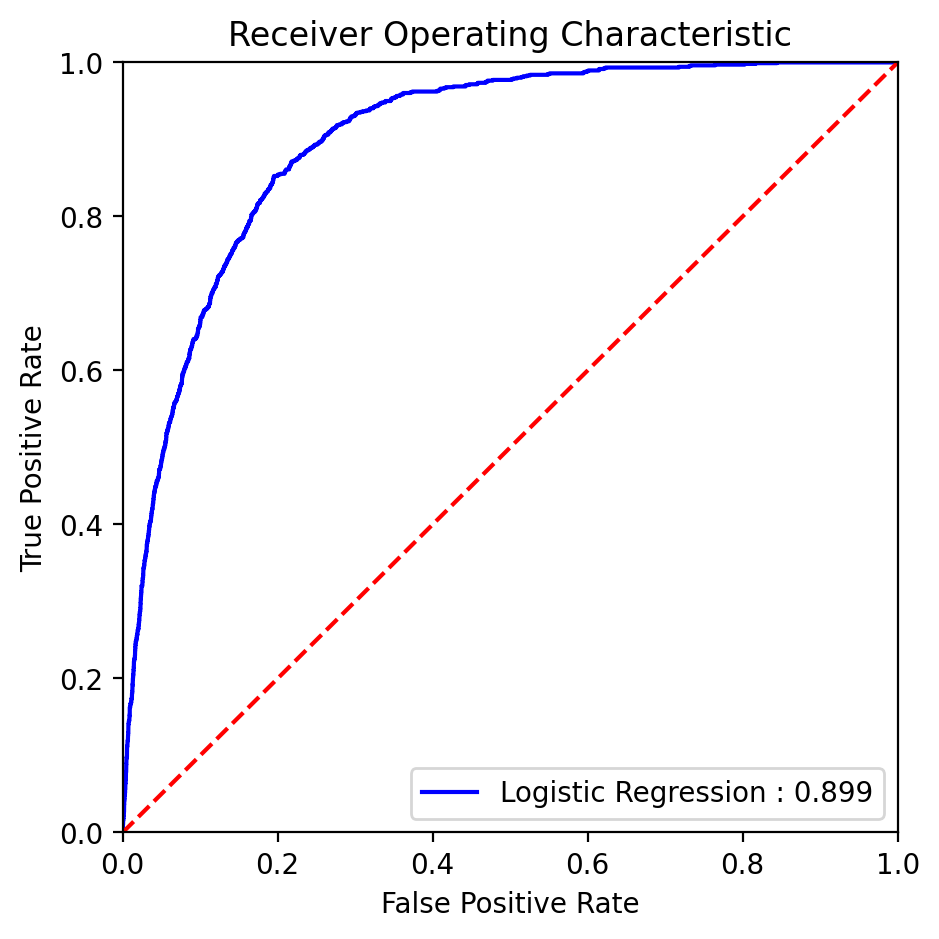 Receiver Operating Characteristic
1.0
0.8
0.6
0.4
0.2
0.0
True Positive Rate
Logistic Regression : 0.899
0.0 0.2 0.4 0.6 0.8 1.0
False Positive Rate